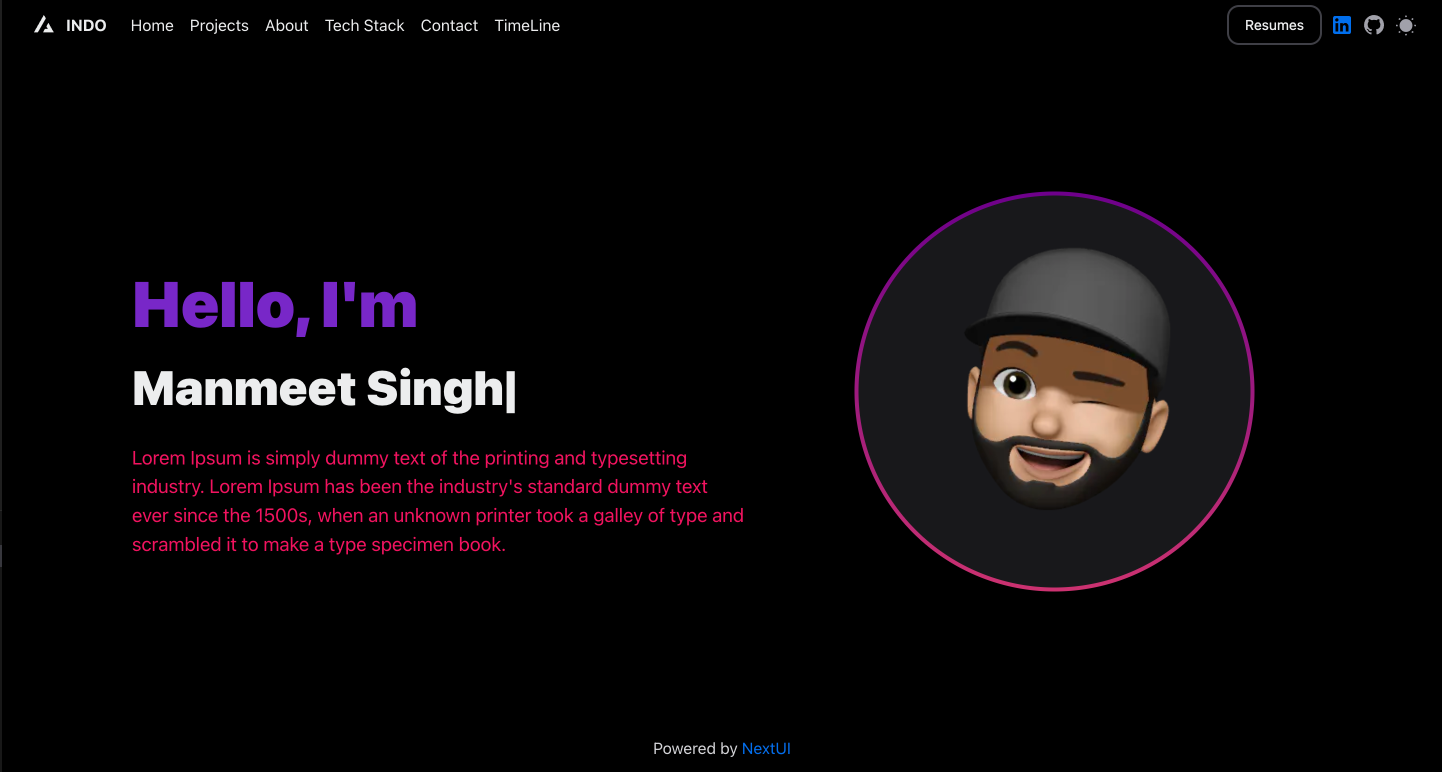 INDO Home Projects About Tech Stack Contact TimeLine Resumes
Hello, I'm
Manmeet Singh|
Lorem Ipsum is simply dummy text of the printing and typesetting
industry. Lorem Ipsum has been the industry's standard dummy text
ever since the 1500s, when an unknown printer took a galley of type and
scrambled it to make a type specimen book.
Powered by NextUI